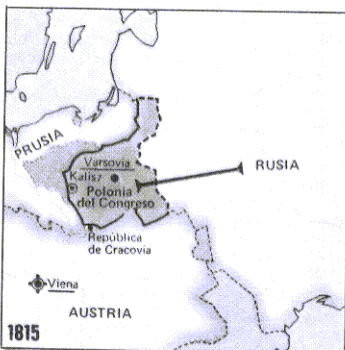 PRUSIA
Varsovia
Kalisz
Polonia
del Congreso
RUSIA
República
de Cracovia
Viena
AUSTRIA
1815